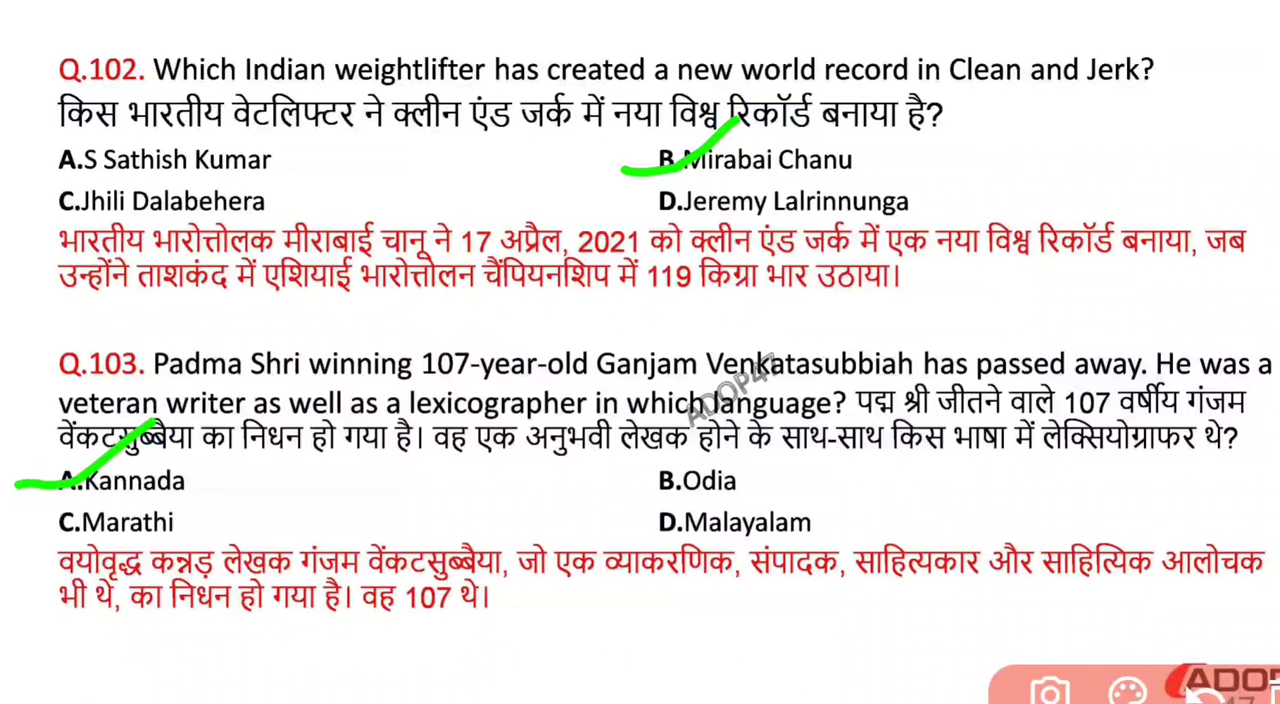 Q.102. Which Indian weightlifter has created a new world record in Clean and Jerk?
किस भारतीय वेटलिफ्टर ने क्लीन एंड जर्क में नया विश्व रिकॉर्ड बनाया है?
A.S Sathish Kumar B.Mirabai Chanu
C.Jhili Dalabehera D.Jeremy Lalrinnunga
भारतीय भारोत्तोलक मीराबाई चानू ने 17 अप्रैल, 2021 को क्लीन एंड जर्क में एक नया विश्व रिकॉर्ड बनाया, जब
उन्होंने ताशकंद में एशियाई भारोत्तोलन चैंपियनशिप में 119 किग्रा भार उठाया।
Q.103. Padma Shri winning 107-year-old Ganjam Venkatasubbiah has passed away. He was a
veteran writer as well as a lexicographer in which language? पद्म श्री जीतने वाले 107 वर्षीय गंजम
वेंकटसुब्बैया का निधन हो गया है। वह एक अनुभवी लेखक होने के साथ-साथ किस भाषा में लेक्सियोग्राफर थे?
ADOP47
A.Kannada B.Odia
C.Marathi D.Malayalam
वयोवृद्ध कन्नड़ लेखक गंजम वेंकटसुब्बैया, जो एक व्याकरणिक, संपादक, साहित्यकार और साहित्यिक आलोचक
भी थे, का निधन हो गया है। वह 107 थे।